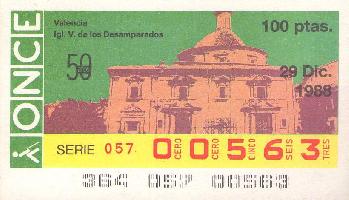 ONCE
Valencia
Igl. V. de los Desamparados
100 ptas.
50
29 Dic.
1988
SERIE 057 0 CERO 0 CERO 5 CINCO 6 SEIS 3 TRES
364 057 00563